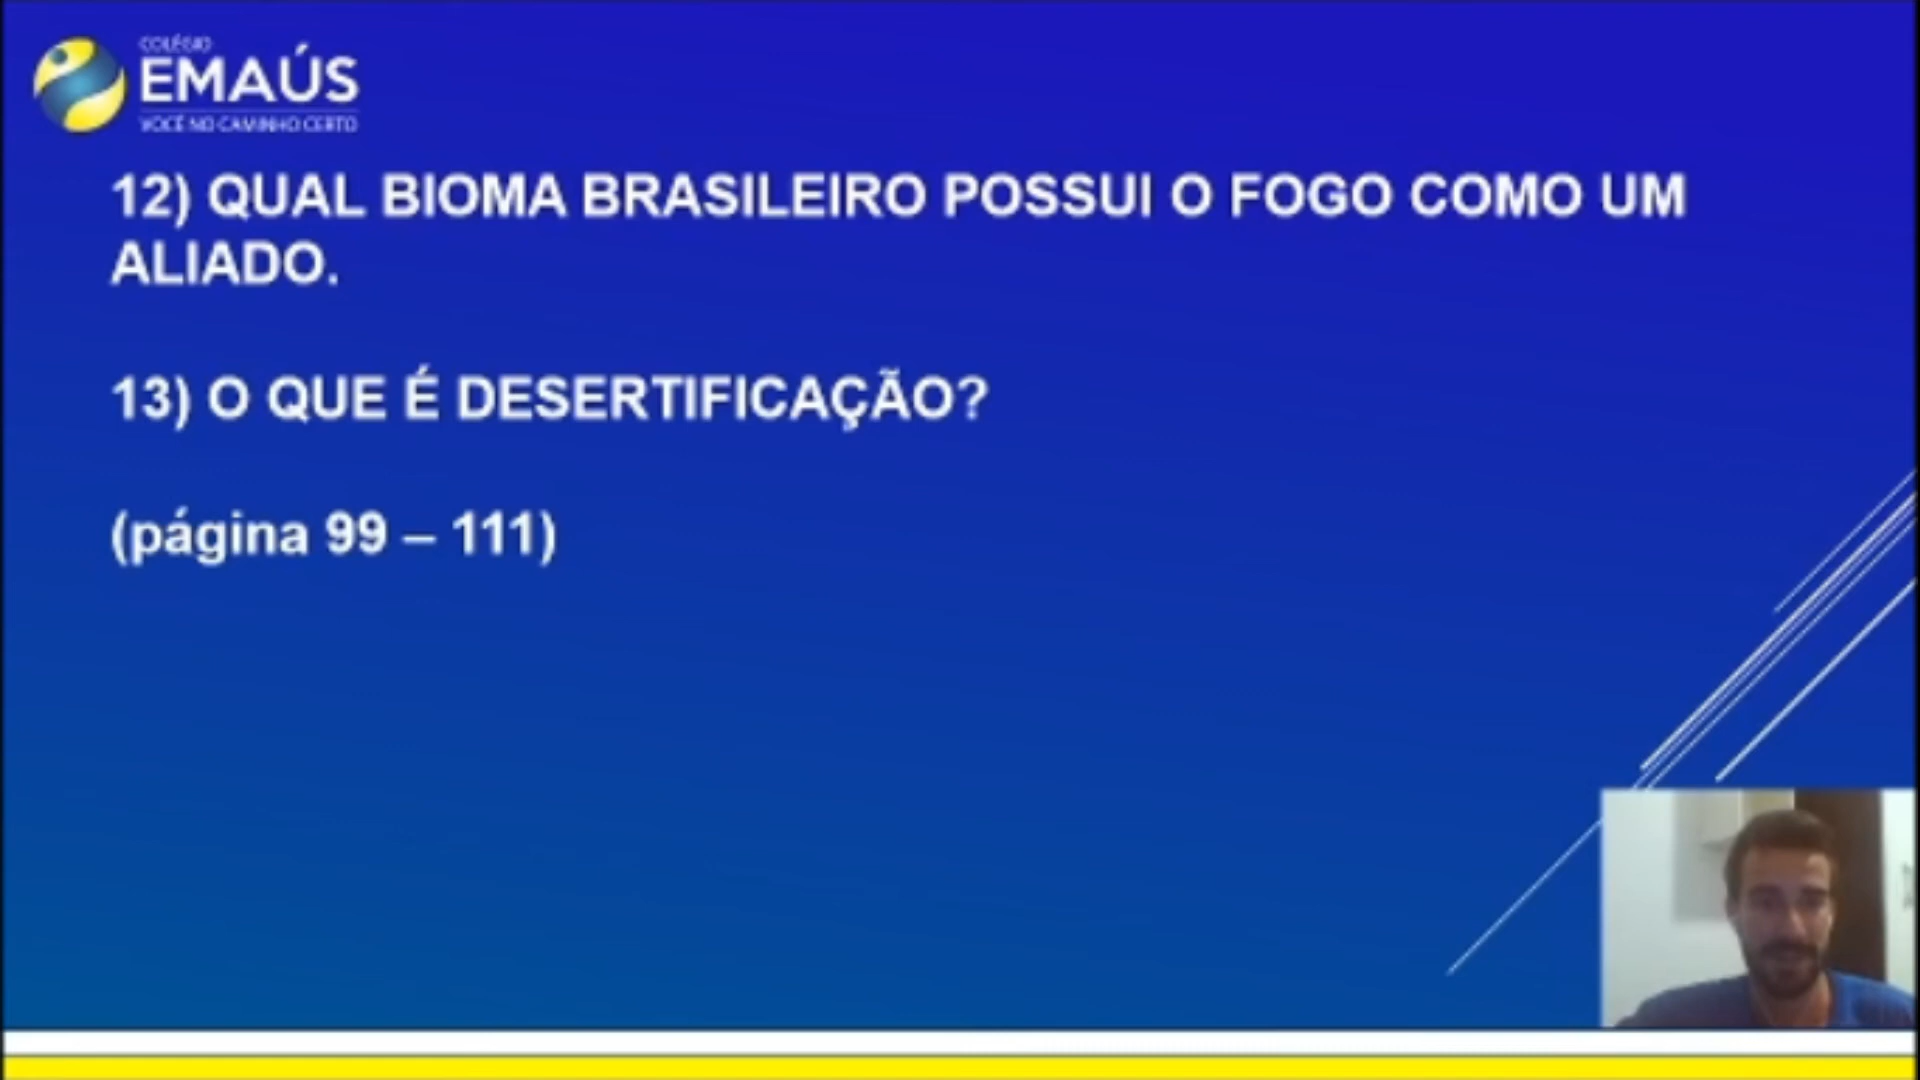 COLÉGIO
EMAÚS
VOCÊ NO CAMINHO CERTO
12) QUAL BIOMA BRASILEIRO POSSUI O FOGO COMO UM
ALIADO.
13) O QUE É DESERTIFICAÇÃO?
(página 99 – 111)